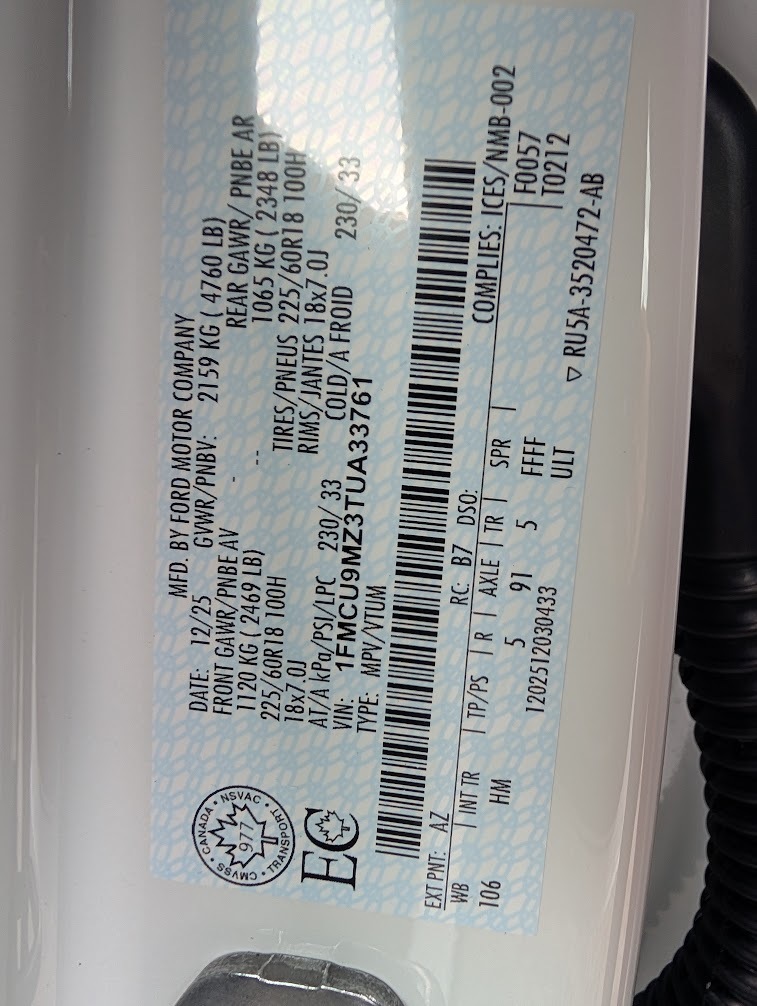 MFD. BY FORD MOTOR COMPANY
DATE: 12/25 GVWR/PNBV: 2159 KG ( 4760 LB)
FRONT GAWR/PNBE AV - REAR GAWR/ PNBE AR
1120 KG ( 2469 LB) -- 1065 KG ( 2348 LB)
225/60R18 100H TIRES/PNEUS 225/60R18 100H
18x7.0J RIMS/JANTES 18x7.0J
AT/A kPa/PSI/LPC 230/ 33 COLD/A FROID 230/ 33
VIN: 1FMCU9MZ3TUA33761
TYPE: MPV/VTUM
CMVSS • CANADA • NSVAC • TRANSPORT
977
EC
EXT PNT: AZ RC: B7 DSO: COMPLIES: ICES/NMB-002
WB | INT TR | TP/PS | R | AXLE | TR | SPR | | F0057
106 HM 5 91 5 FFFF T0212
1202512030433 ULT ▽ RU5A-3520472-AB